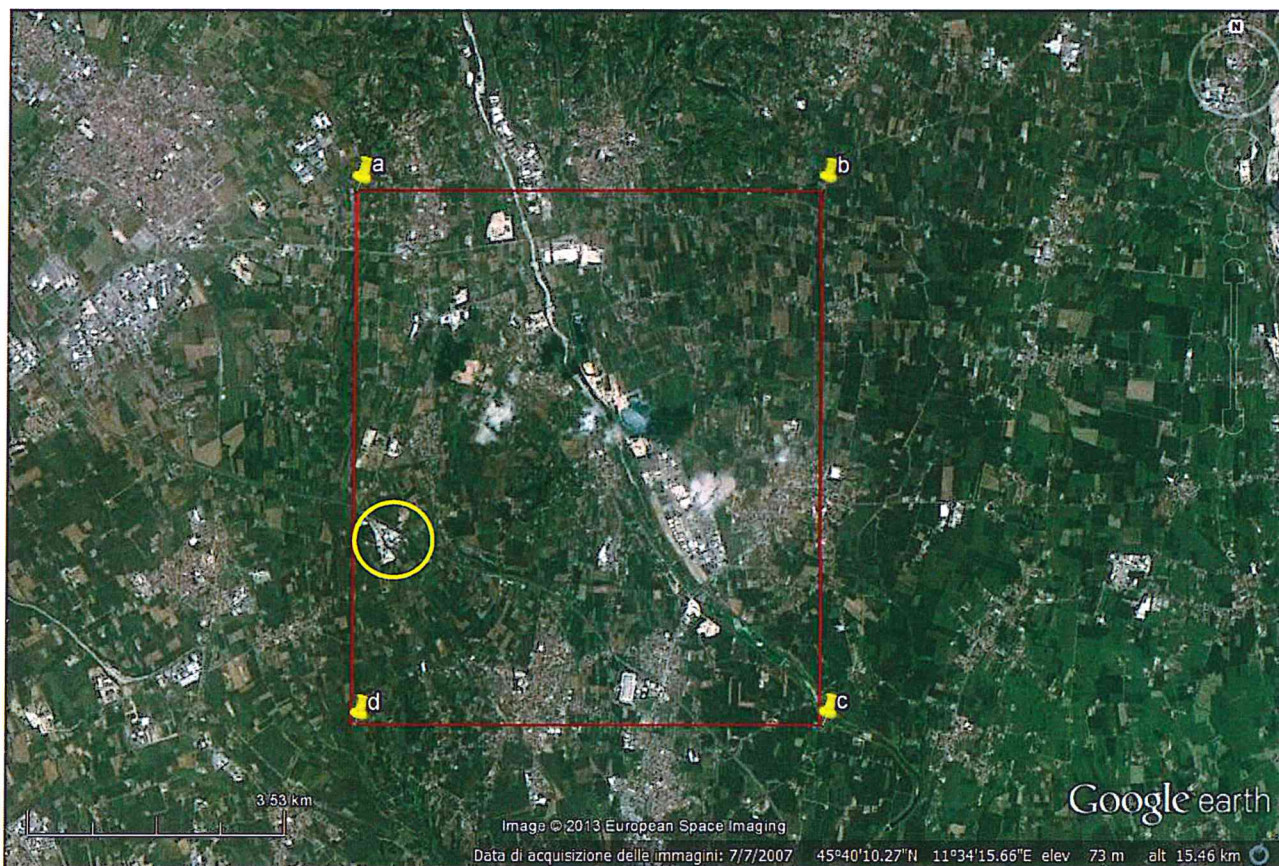 N
a
b
d
c
3.53 km
Google earth
Image © 2013 European Space Imaging
Data di acquisizione delle immagini: 7/7/2007 45°40'10.27"N 11°34'15.66"E elev 73 m alt 15.46 km